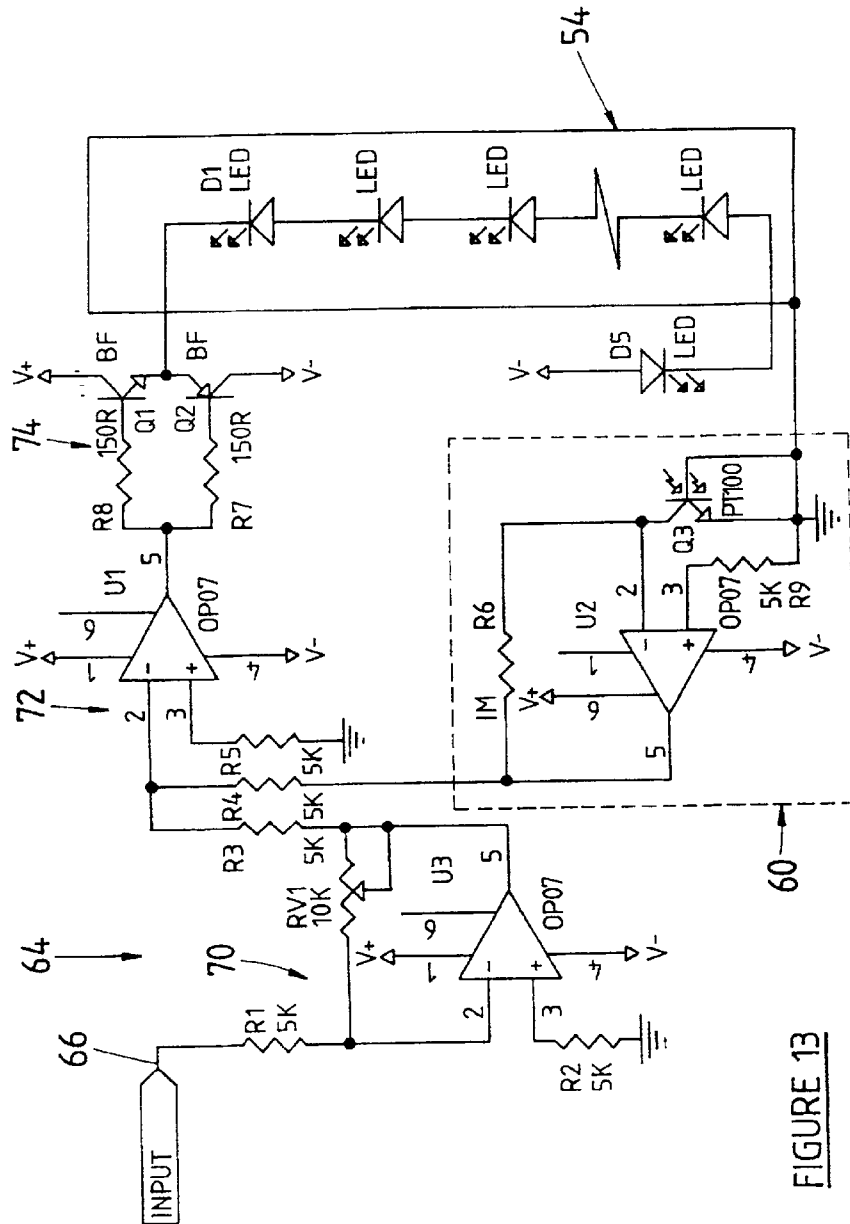 INPUT
66
64
70
R1
5K
2
3
R2
5K
V+
1
6
U3
5
OP07
4
V-
RV1
10K
R3
5K
R4
5K
R5
5K
72
2
3
V+
1
6
U1
5
OP07
4
V-
74
R8
150R
R7
150R
V+
BF
Q1
Q2
BF
V-
D1
LED
LED
LED
LED
54
V-
D5
LED
60
R6
1M
V+
6
1
U2
2
3
5
OP07
4
V-
5K
R9
Q3
PT100
FIGURE 13